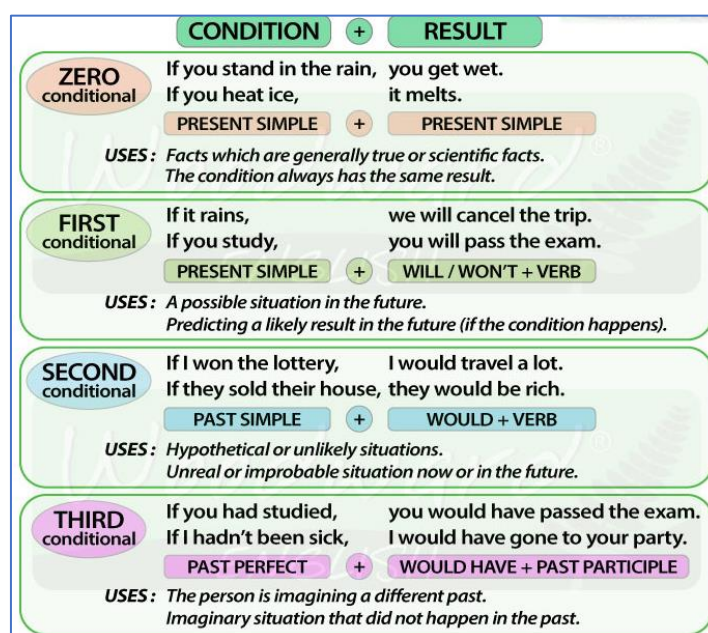 CONDITION + RESULT
ZERO conditional
If you stand in the rain, you get wet.
If you heat ice, it melts.
PRESENT SIMPLE + PRESENT SIMPLE
USES: Facts which are generally true or scientific facts.
The condition always has the same result.
FIRST conditional
If it rains, we will cancel the trip.
If you study, you will pass the exam.
PRESENT SIMPLE + WILL / WON'T + VERB
USES: A possible situation in the future.
Predicting a likely result in the future (if the condition happens).
SECOND conditional
If I won the lottery, I would travel a lot.
If they sold their house, they would be rich.
PAST SIMPLE + WOULD + VERB
USES: Hypothetical or unlikely situations.
Unreal or improbable situation now or in the future.
THIRD conditional
If you had studied, you would have passed the exam.
If I hadn't been sick, I would have gone to your party.
PAST PERFECT + WOULD HAVE + PAST PARTICIPLE
USES: The person is imagining a different past.
Imaginary situation that did not happen in the past.